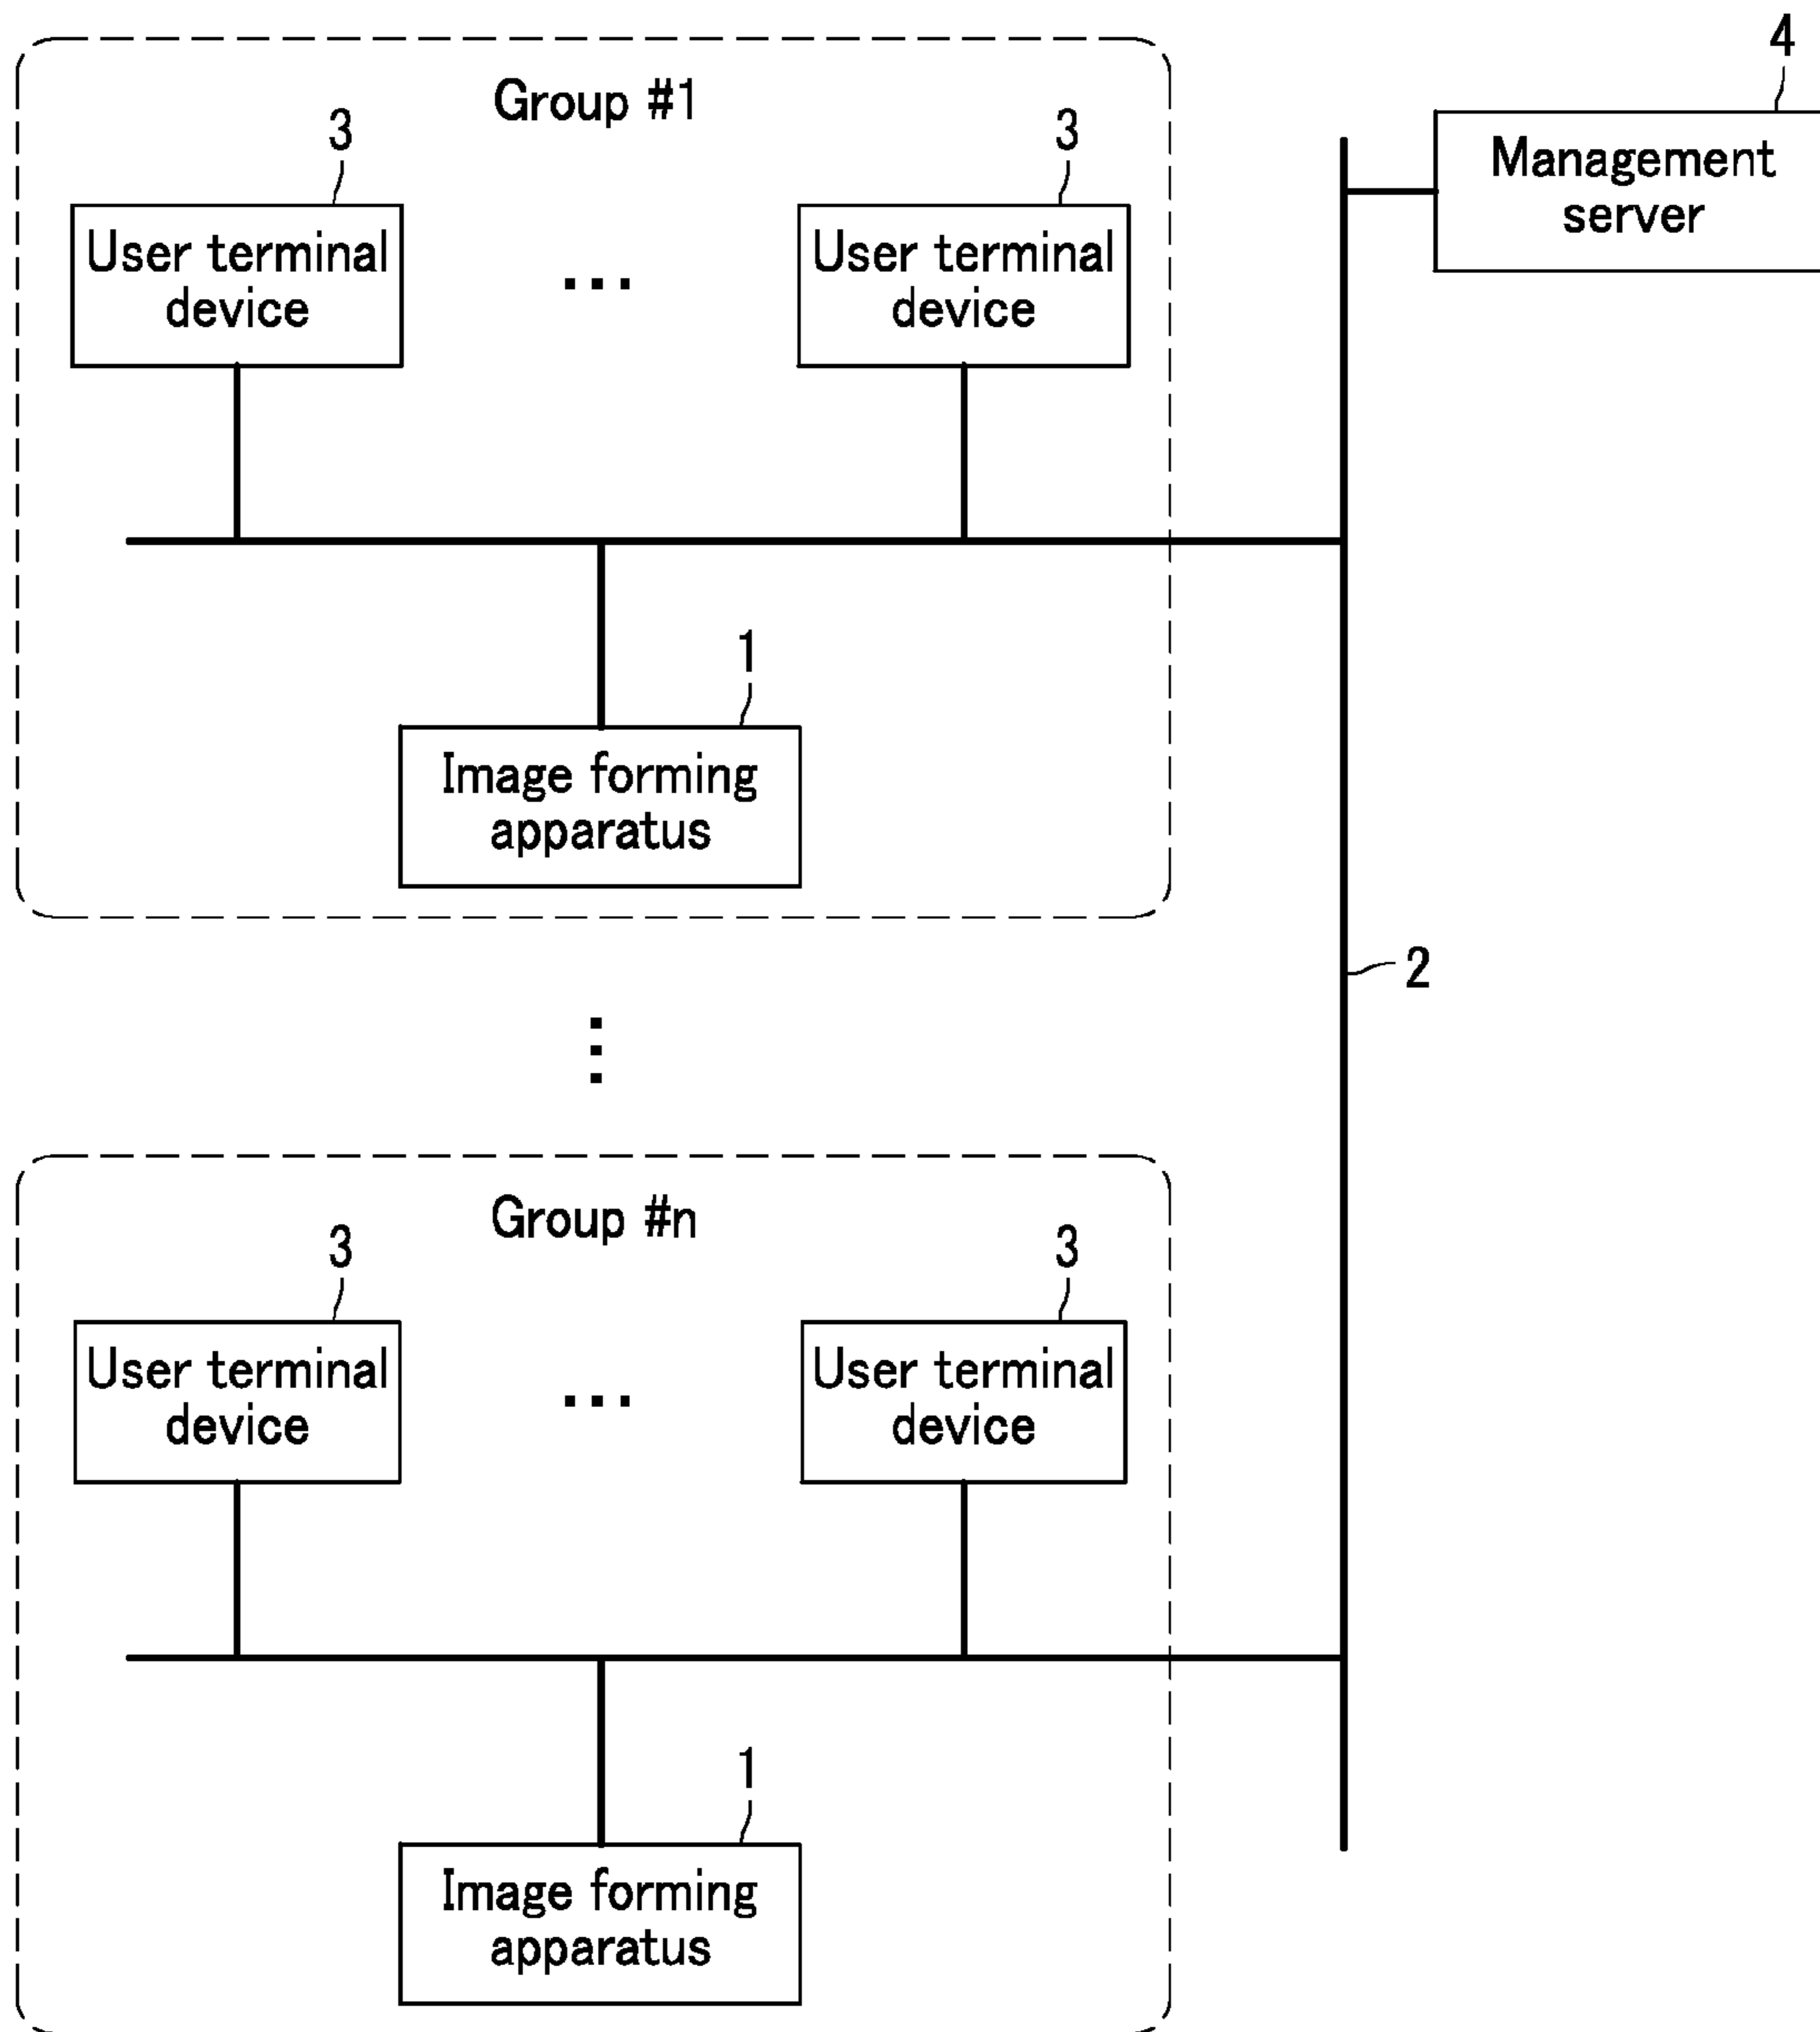 4
Management
server
Group #1
3
3
User terminal
device
...
User terminal
device
1
Image forming
apparatus
2
Group #n
3
3
User terminal
device
...
User terminal
device
1
Image forming
apparatus